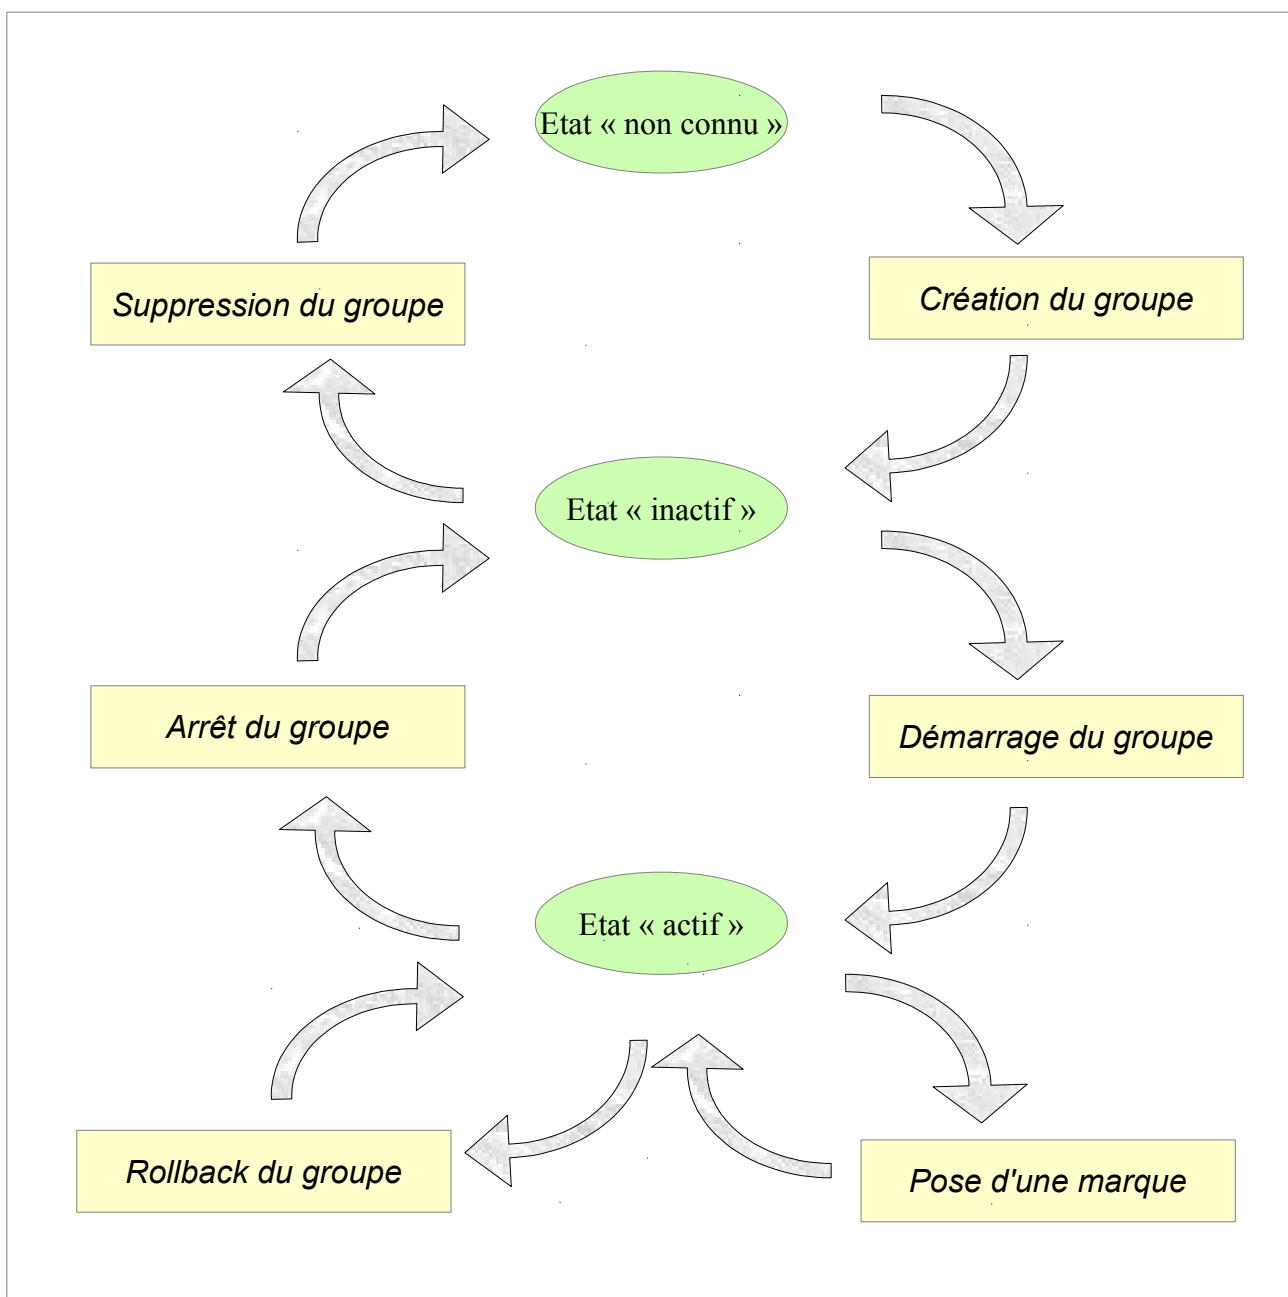 Etat « non connu »
Suppression du groupe
Création du groupe
Etat « inactif »
Arrêt du groupe
Démarrage du groupe
Etat « actif »
Rollback du groupe
Pose d'une marque